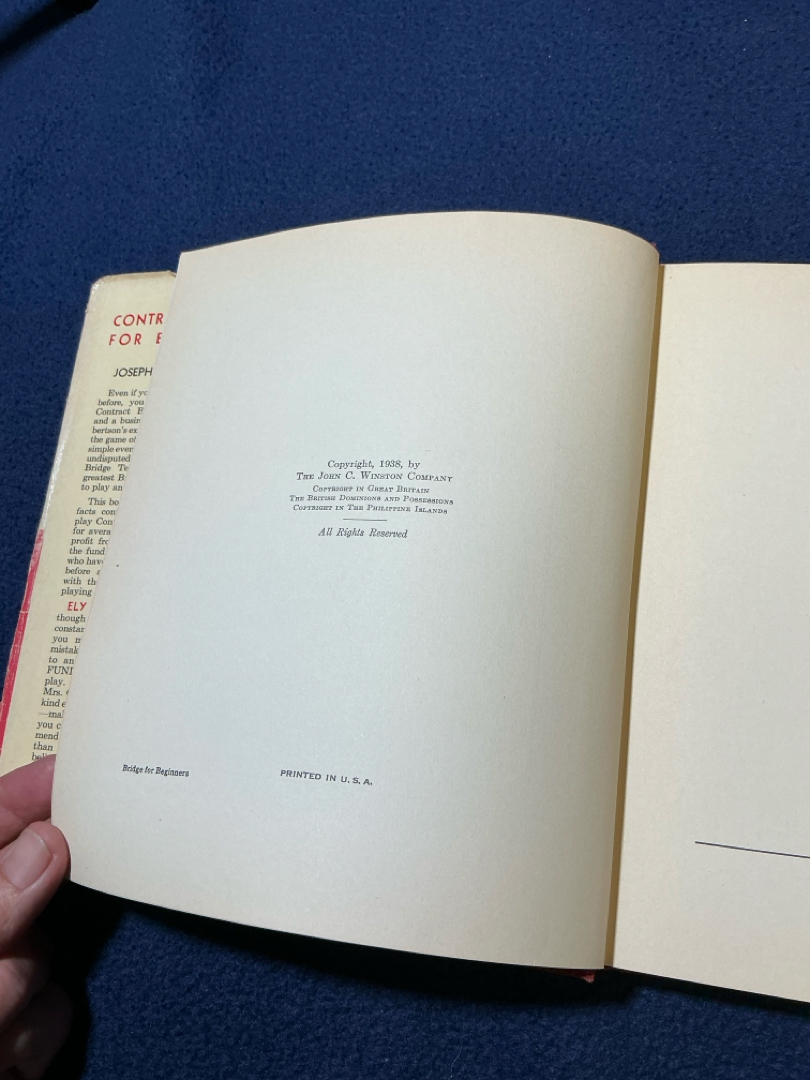 CONTR
FOR E
JOSEPH
Even if yo
before, you
Contract B
and a busin
bertson's ex
the game of
simple ever
undisputed
Bridge Te
greatest B
to play an
This bo
facts con
play Con
for avera
profit fro
the fund
who have
before a
with th
playing
ELY
though
constan
you m
mistak
to an
FUND
play.
Mrs.
kind
—ma
you c
mend
than
Copyright, 1938, by
The John C. Winston Company
Copyright in Great Britain
The British Dominions and Possessions
Copyright in The Philippine Islands
All Rights Reserved
Bridge for Beginners
PRINTED IN U. S. A.